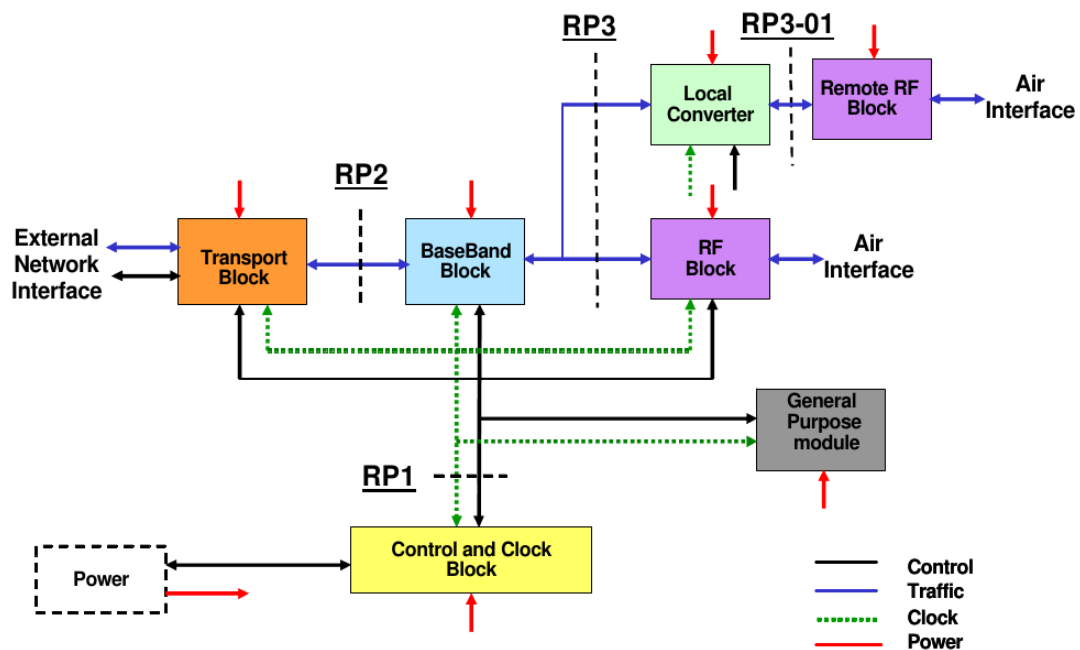 RP3
RP3-01
Local
Converter
Remote RF
Block
Air
Interface
RP2
External
Network
Interface
Transport
Block
BaseBand
Block
RF
Block
Air
Interface
General
Purpose
module
RP1
Control and Clock
Block
Power
Control
Traffic
Clock
Power